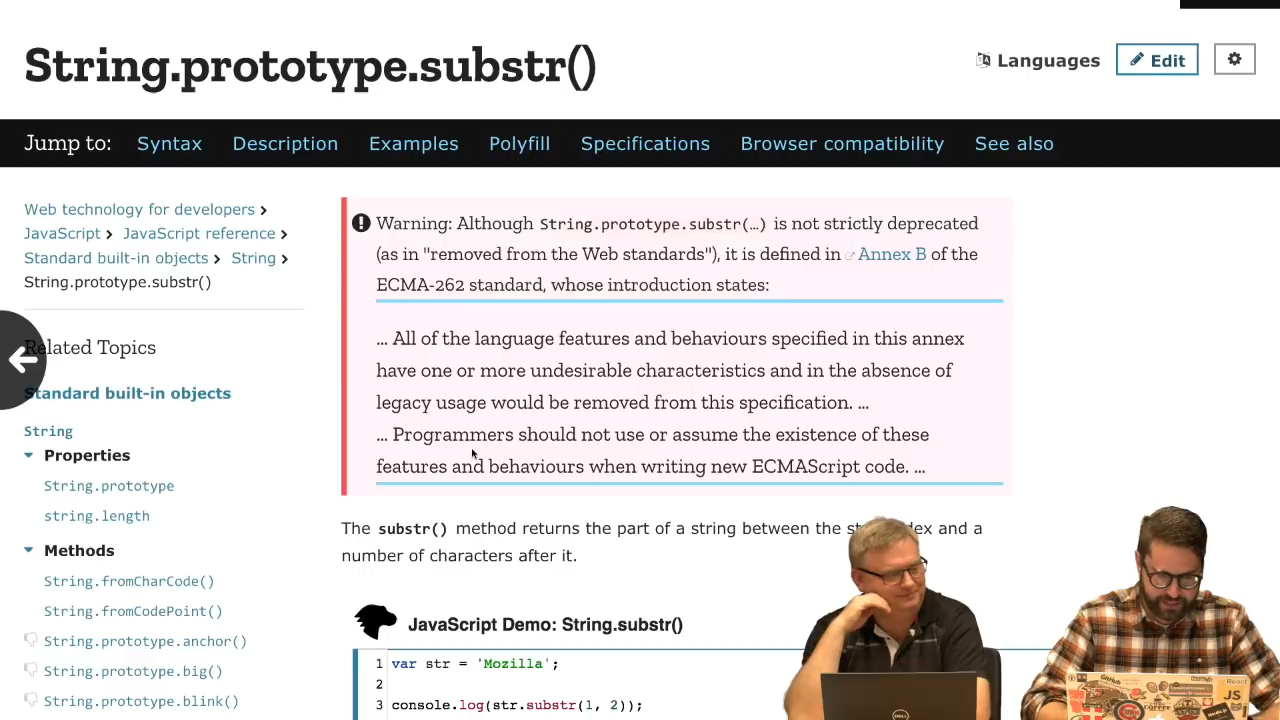 String.prototype.substr()
Languages
Edit
Jump to: Syntax Description Examples Polyfill Specifications Browser compatibility See also
Web technology for developers
JavaScript JavaScript reference
Standard built-in objects String
String.prototype.substr()
Related Topics
Standard built-in objects
String
Properties
String.prototype
string.length
Methods
String.fromCharCode()
String.fromCodePoint()
String.prototype.anchor()
String.prototype.big()
String.prototype.blink()
Warning: Although String.prototype.substr(…) is not strictly deprecated
(as in "removed from the Web standards"), it is defined in Annex B of the
ECMA-262 standard, whose introduction states:
… All of the language features and behaviours specified in this annex
have one or more undesirable characteristics and in the absence of
legacy usage would be removed from this specification. …
… Programmers should not use or assume the existence of these
features and behaviours when writing new ECMAScript code. …
The substr() method returns the part of a string between the and a
number of characters after it.
JavaScript Demo: String.substr()
1 var str = 'Mozilla';
2
3 console.log(str.substr(1, 2));
DELL
GitHub
React
JS